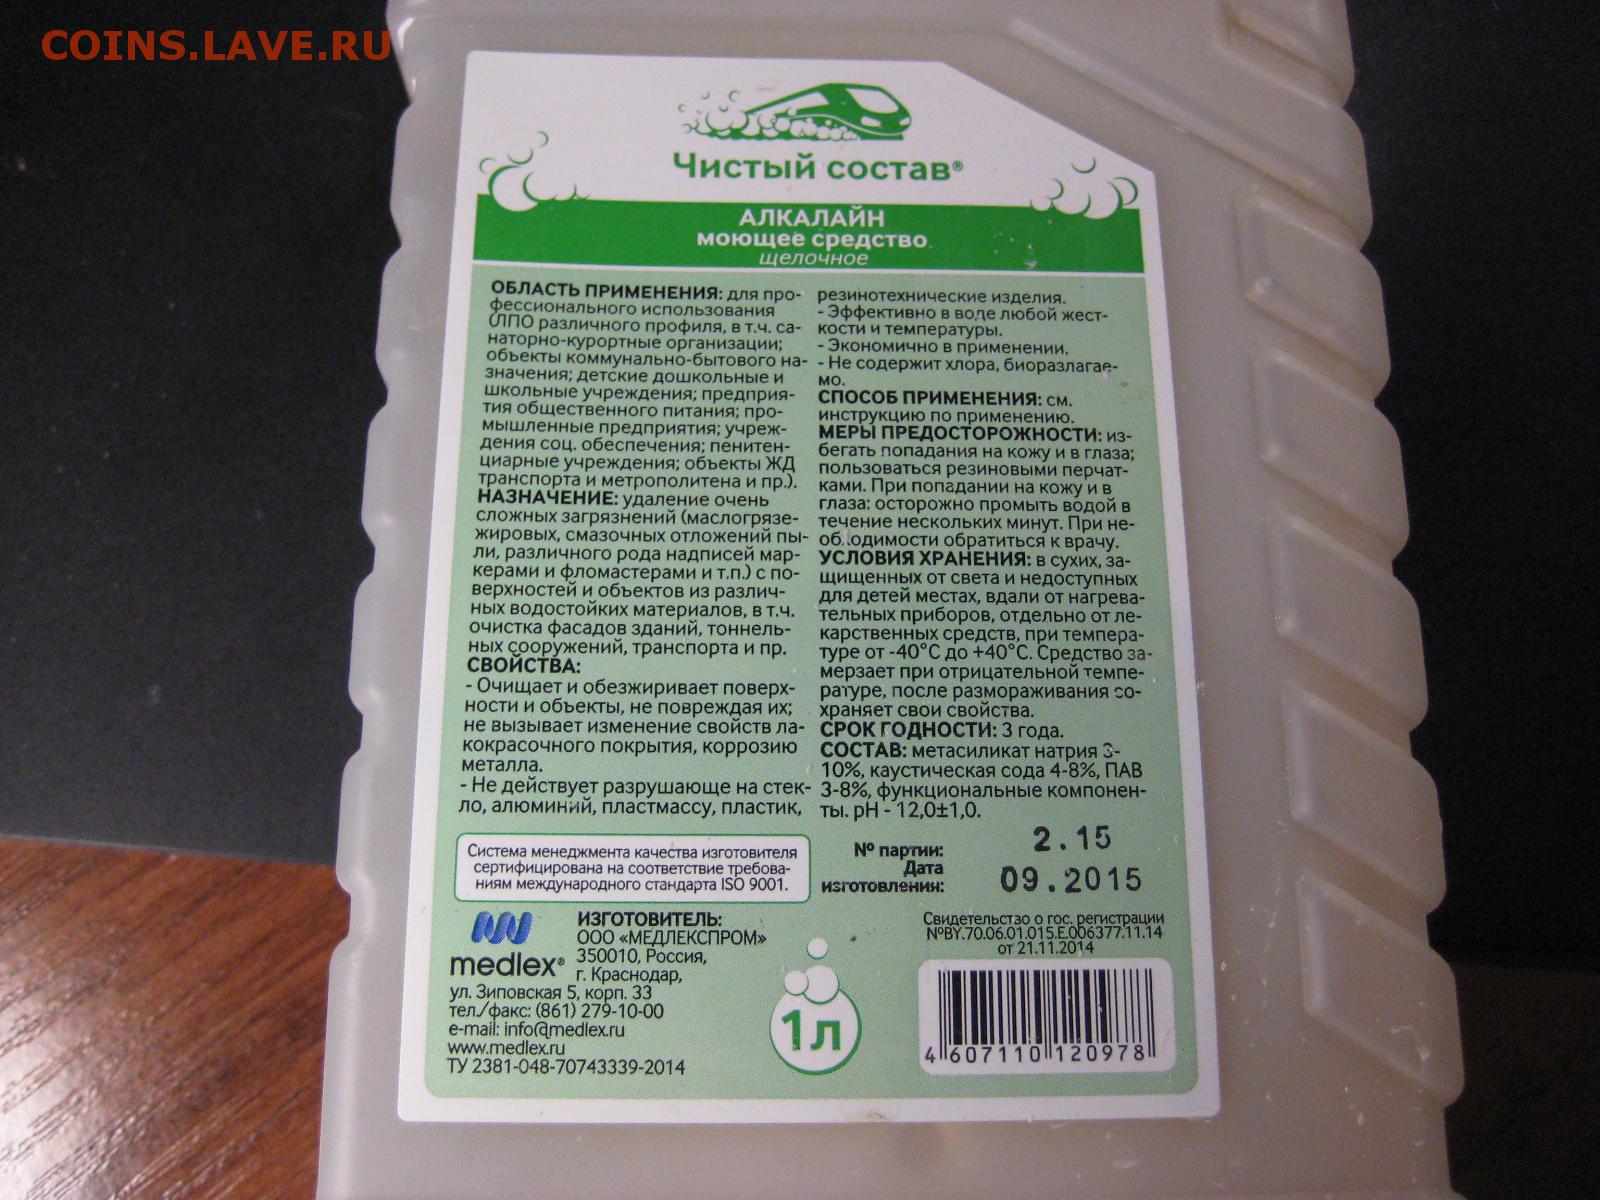 COINS.LAVE.RU
Чистый состав®
АЛКАЛАЙН
моющее средство
щелочное
ОБЛАСТЬ ПРИМЕНЕНИЯ: для про-
фессионального использования
(ЛПО различного профиля, в т.ч. са-
наторно-курортные организации;
объекты коммунально-бытового на-
значения; детские дошкольные и
школьные учреждения; предприя-
тия общественного питания; про-
мышленные предприятия; учреж-
дения соц. обеспечения; пенитен-
циарные учреждения; объекты ЖД
транспорта и метрополитена и пр.).
НАЗНАЧЕНИЕ: удаление очень
сложных загрязнений (маслогрязе-
жировых, смазочных отложений пы-
ли, различного рода надписей мар-
керами и фломастерами и т.п.) с по-
верхностей и объектов из различ-
ных водостойких материалов, в т.ч.
очистка фасадов зданий, тоннель-
ных сооружений, транспорта и пр.
СВОЙСТВА:
- Очищает и обезжиривает поверх-
ности и объекты, не повреждая их;
не вызывает изменение свойств ла-
кокрасочного покрытия, коррозию
металла.
- Не действует разрушающе на стек-
ло, алюминий, пластмассу, пластик,
резинотехнические изделия.
- Эффективно в воде любой жест-
кости и температуры.
- Экономично в применении.
- Не содержит хлора, биоразлагае-
мо.
СПОСОБ ПРИМЕНЕНИЯ: см.
инструкцию по применению.
МЕРЫ ПРЕДОСТОРОЖНОСТИ: из-
бегать попадания на кожу и в глаза;
пользоваться резиновыми перчат-
ками. При попадании на кожу и в
глаза: осторожно промыть водой в
течение нескольких минут. При не-
обходимости обратиться к врачу.
УСЛОВИЯ ХРАНЕНИЯ: в сухих, за-
щищенных от света и недоступных
для детей местах, вдали от нагрева-
тельных приборов, отдельно от ле-
карственных средств, при темпера-
туре от -40°С до +40°С. Средство за-
мерзает при отрицательной темпе-
ратуре, после размораживания со-
храняет свои свойства.
СРОК ГОДНОСТИ: 3 года.
СОСТАВ: метасиликат натрия 3-
10%, каустическая сода 4-8%, ПАВ
3-8%, функциональные компонен-
ты. рН - 12,0±1,0.
Система менеджмента качества изготовителя
сертифицирована на соответствие требова-
ниям международного стандарта ISO 9001.
№ партии: 2.15
Дата
изготовления: 09.2015
medlex®
ИЗГОТОВИТЕЛЬ:
ООО «МЕДЛЕКСПРОМ»
350010, Россия,
г. Краснодар,
ул. Зиповская 5, корп. 33
тел./факс: (861) 279-10-00
e-mail: info@medlex.ru
www.medlex.ru
ТУ 2381-048-70743339-2014
1л
Свидетельство о гос. регистрации
№BY.70.06.01.015.Е.006377.11.14
от 21.11.2014
4 607110 120978